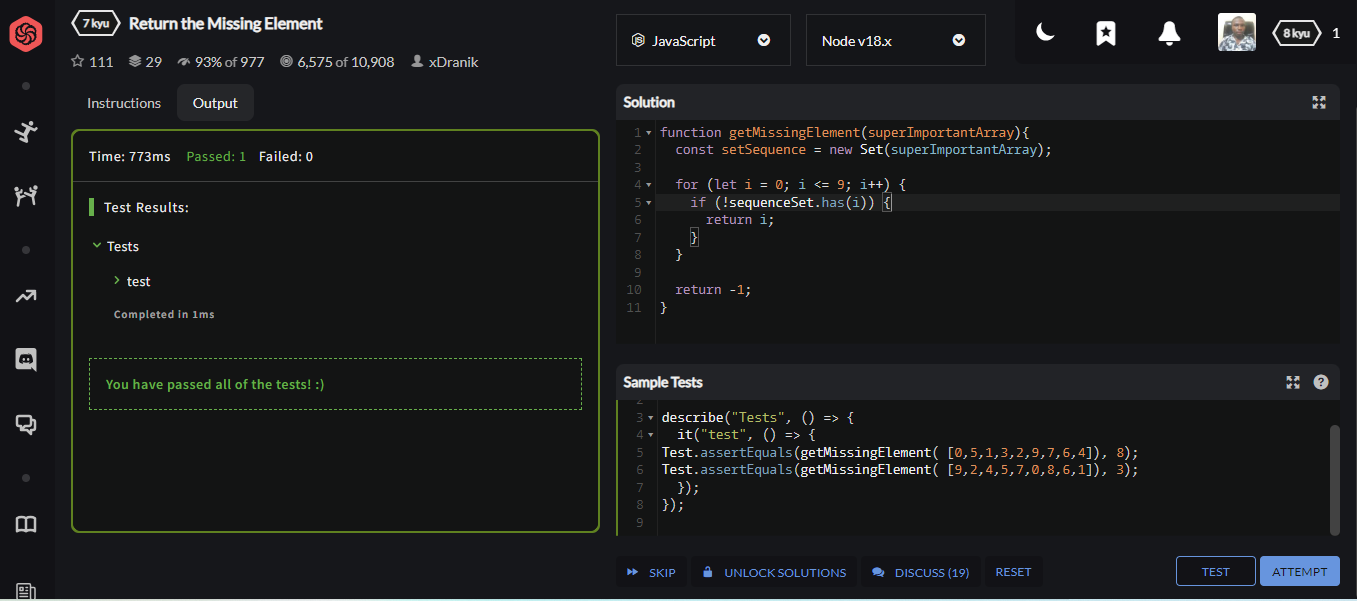 7 kyu Return the Missing Element
111 29 93% of 977 6,575 of 10,908 xDranik
JavaScript
Node v18.x
8 kyu 1
Instructions Output
Time: 773ms Passed: 1 Failed: 0
Test Results:
Tests
test
Completed in 1ms
You have passed all of the tests! :)
Solution
1 function getMissingElement(superImportantArray){
2 const setSequence = new Set(superImportantArray);
3
4 for (let i = 0; i <= 9; i++) {
5 if (!sequenceSet.has(i)) {
6 return i;
7 }
8 }
9
10 return -1;
11 }
Sample Tests
2
3 describe("Tests", () => {
4 it("test", () => {
5 Test.assertEquals(getMissingElement( [0,5,1,3,2,9,7,6,4]), 8);
6 Test.assertEquals(getMissingElement( [9,2,4,5,7,0,8,6,1]), 3);
7 });
8 });
9
SKIP UNLOCK SOLUTIONS DISCUSS (19) RESET TEST ATTEMPT